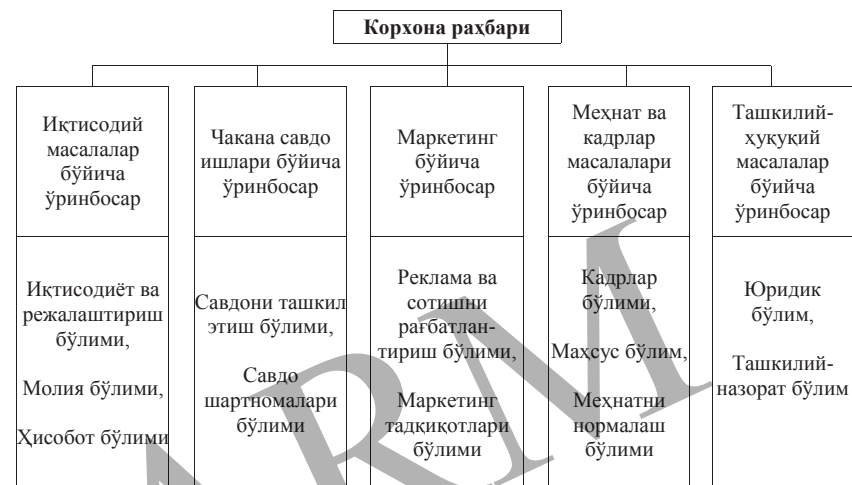 Корхона раҳбари
Иқтисодий
масалалар
бўйича
ўринбосар
Чакана савдо
ишлари бўйича
ўринбосар
Маркетинг
бўйича
ўринбосар
Меҳнат ва
кадрлар
масалалари
бўйича
ўринбосар
Ташкилий-
ҳуқуқий
масалалар
бўийча
ўринбосар
Иқтисодиёт ва
режалаштириш
бўлими,
Молия бўлими,
Ҳисобот бўлими
Савдони ташкил
этиш бўлими,
Савдо
шартномалари
бўлими
Реклама ва
сотишни
рағбатлан-
тириш бўлими,
Маркетинг
тадқиқотлари
бўлими
Кадрлар
бўлими,
Махсус бўлим,
Меҳнатни
нормалаш
бўлими
Юридик
бўлим,
Ташкилий-
назорат бўлим
ARM